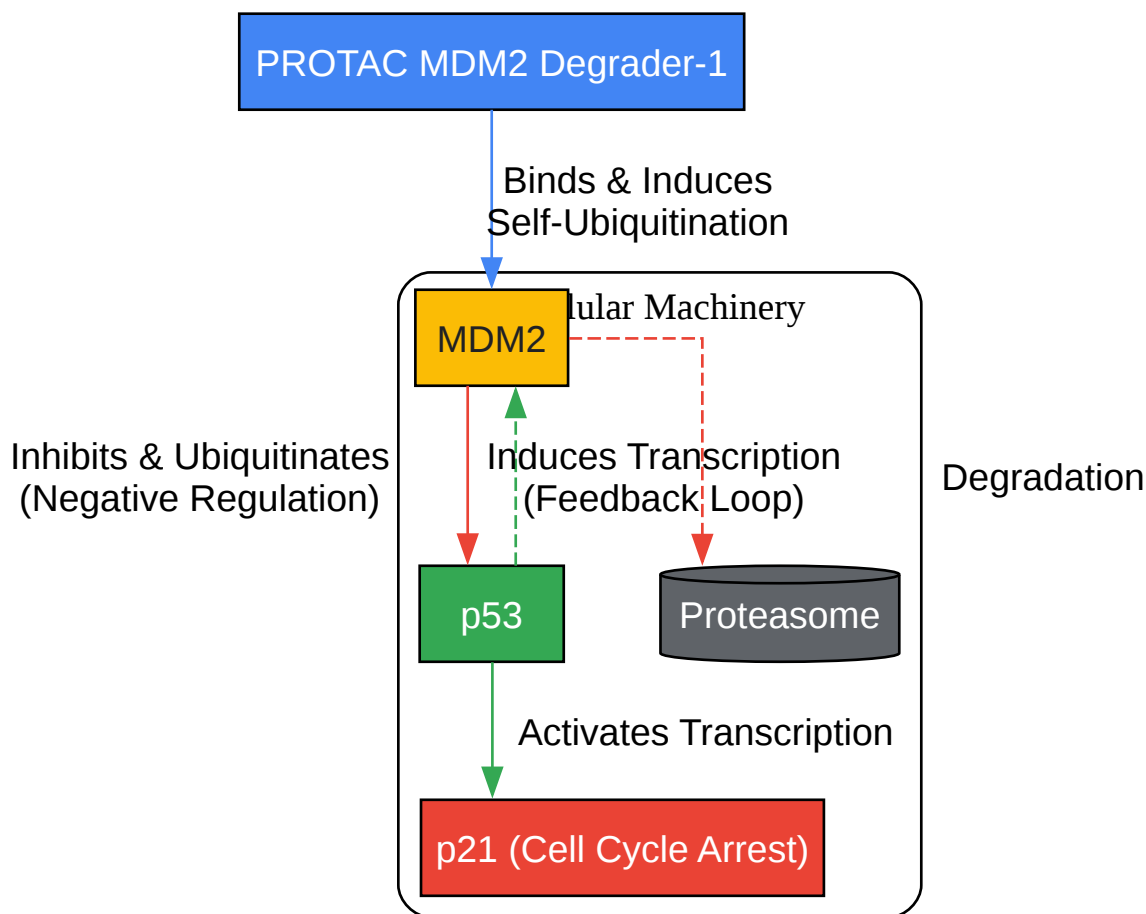 PROTAC MDM2 Degrader-1
Binds & Induces
Self-Ubiquitination
lular Machinery
MDM2
Inhibits & Ubiquitinates
(Negative Regulation)
Induces Transcription
(Feedback Loop)
Degradation
p53
Proteasome
Activates Transcription
p21 (Cell Cycle Arrest)